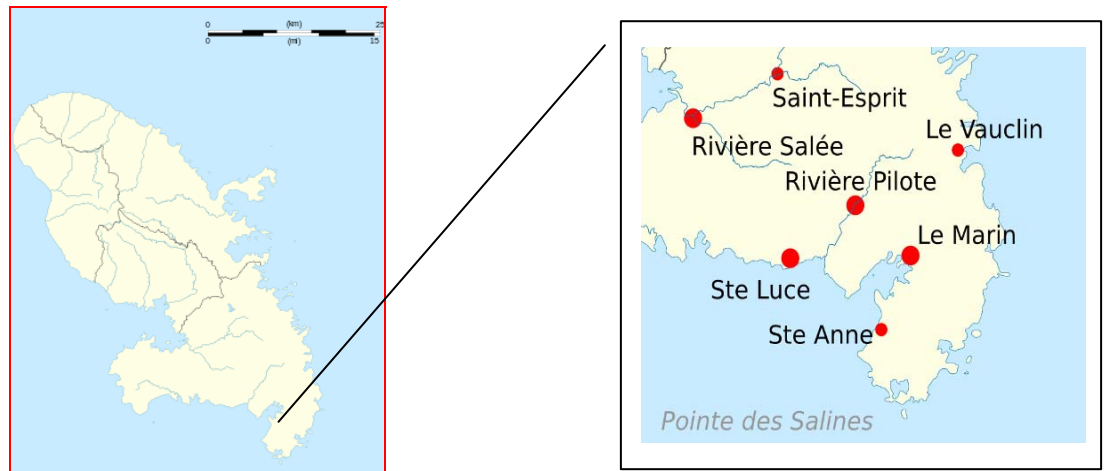 0 (km) 25
0 (mi) 15
Saint-Esprit
Le Vauclin
Rivière Salée
Rivière Pilote
Le Marin
Ste Luce
Ste Anne
Pointe des Salines